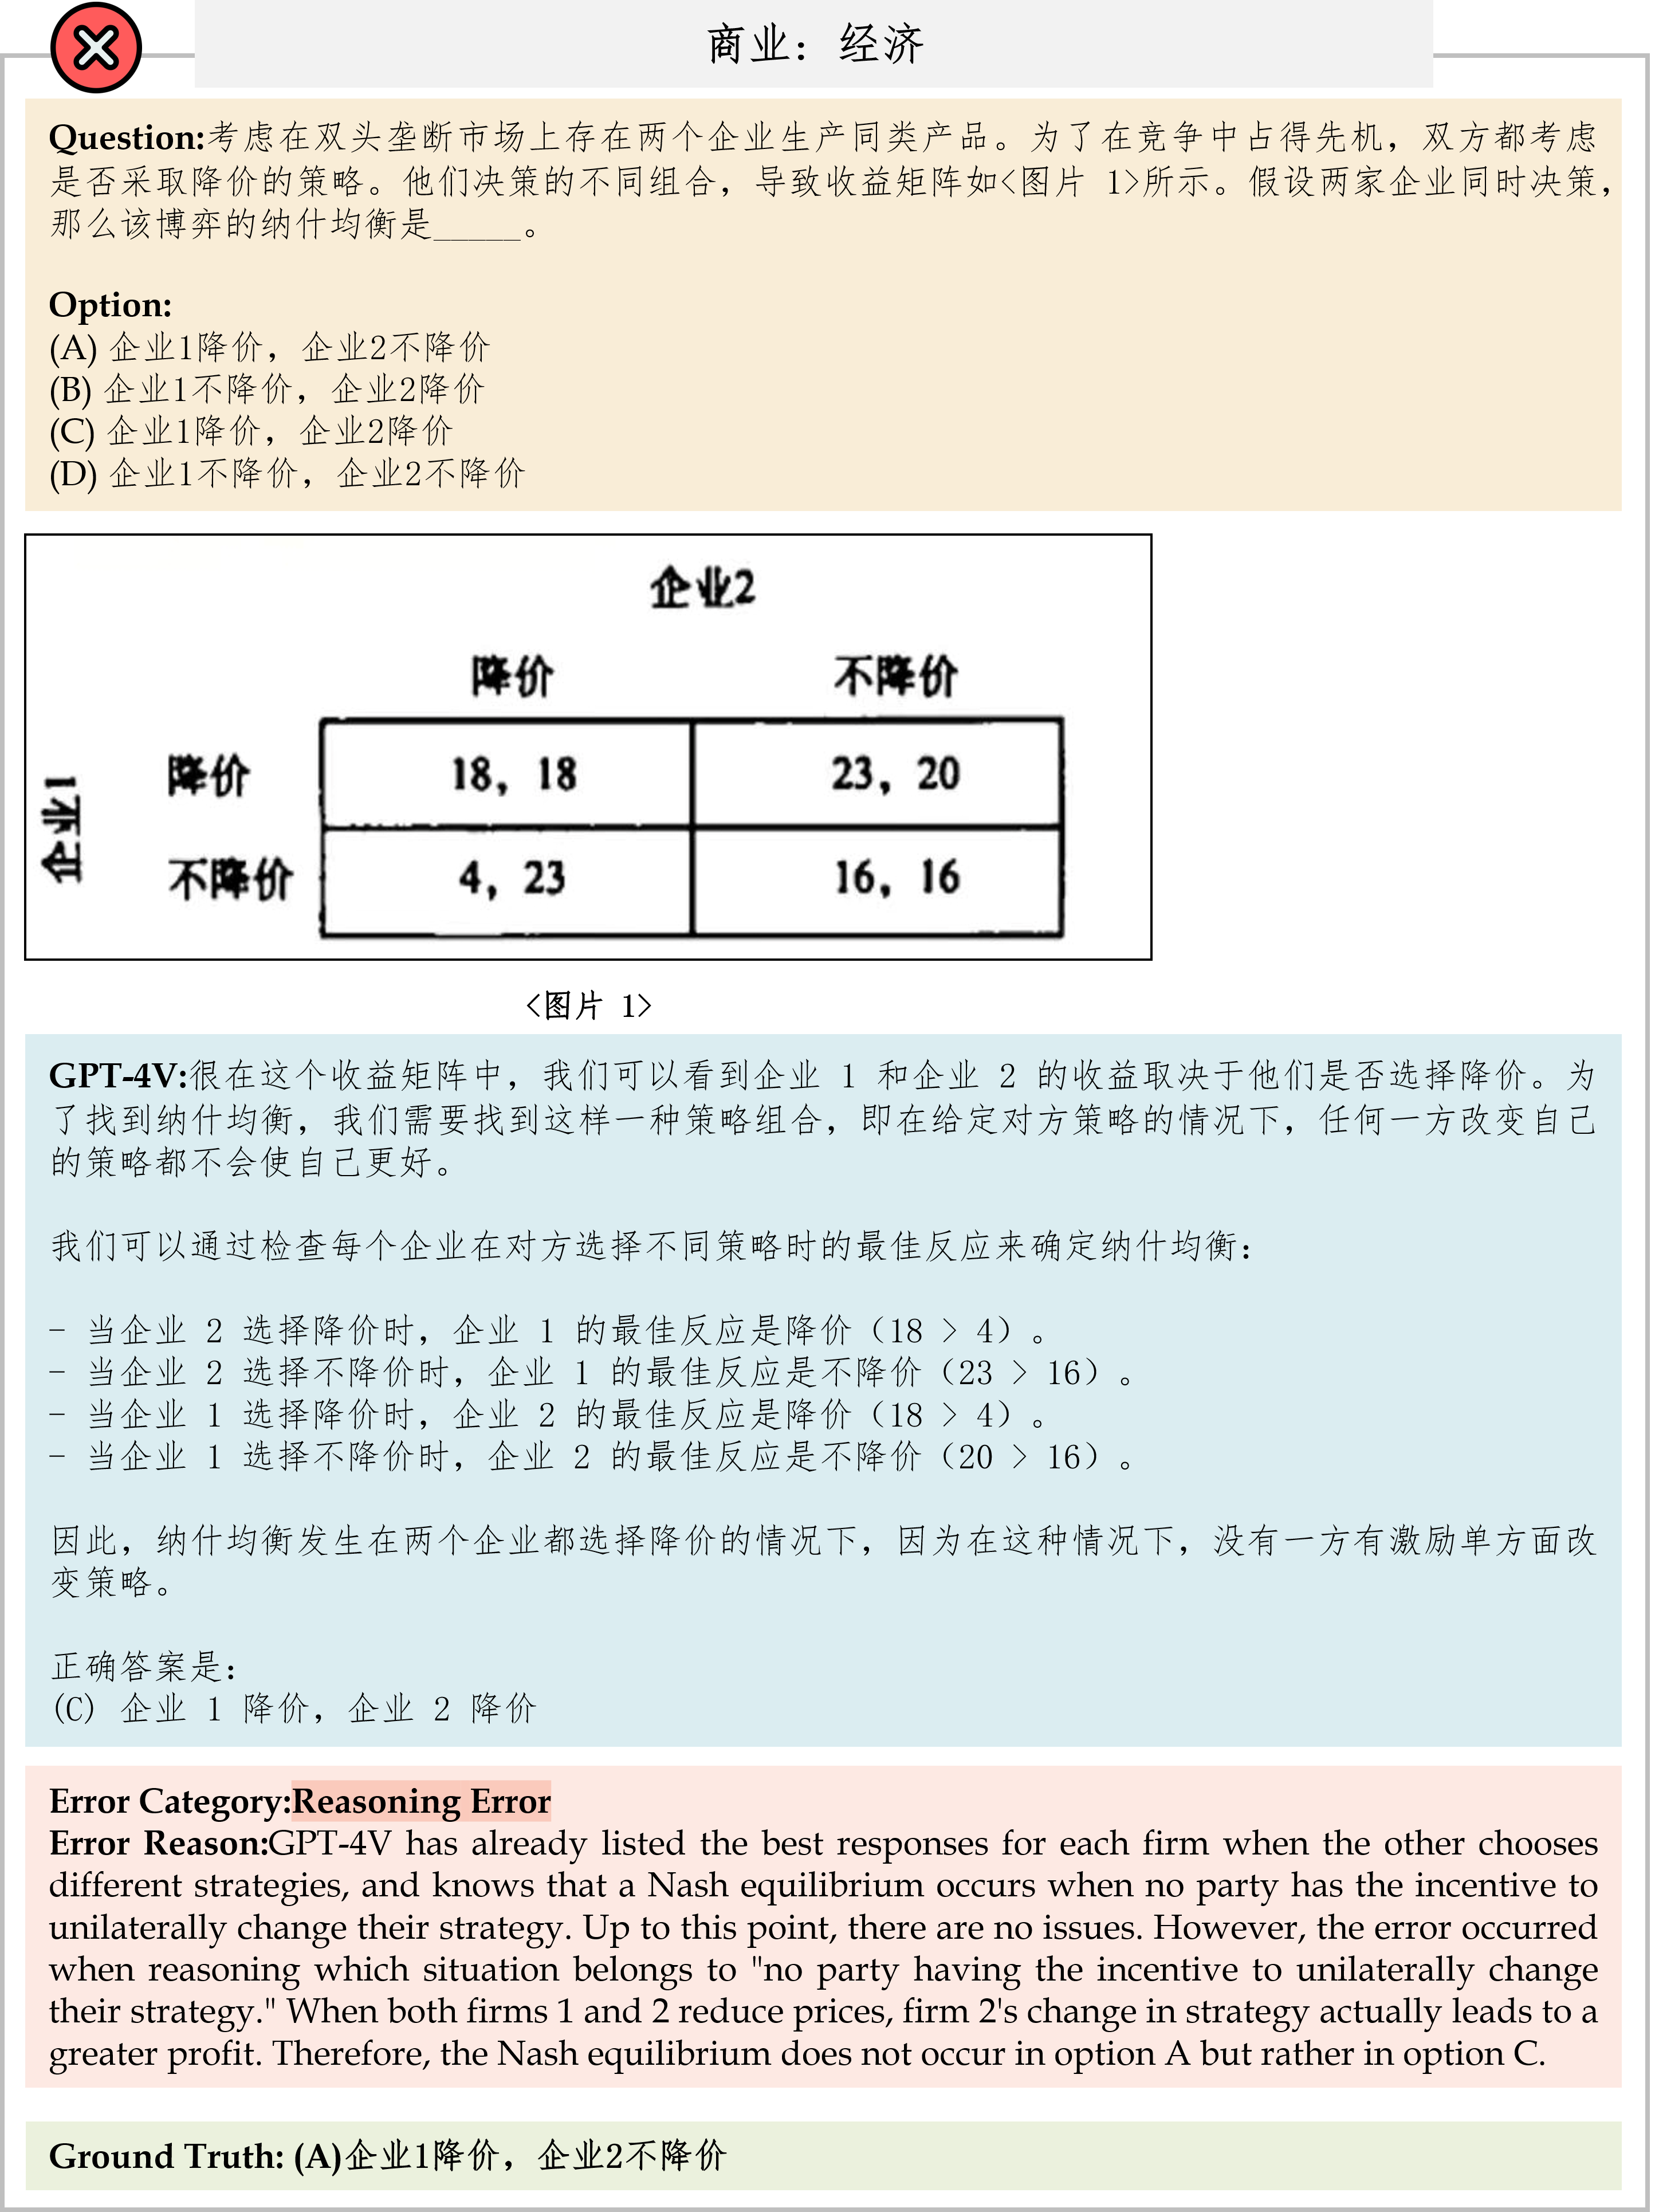 商业：经济
Question:考虑在双头垄断市场上存在两个企业生产同类产品。为了在竞争中占得先机，双方都考虑
是否采取降价的策略。他们决策的不同组合，导致收益矩阵如<图片 1>所示。假设两家企业同时决策，
那么该博弈的纳什均衡是_____。
Option:
(A) 企业1降价，企业2不降价
(B) 企业1不降价，企业2降价
(C) 企业1降价，企业2降价
(D) 企业1不降价，企业2不降价
企业2
降价 不降价
企业1
降价 18，18 23，20
不降价 4，23 16，16
<图片 1>
GPT-4V:很在这个收益矩阵中，我们可以看到企业 1 和企业 2 的收益取决于他们是否选择降价。为
了找到纳什均衡，我们需要找到这样一种策略组合，即在给定对方策略的情况下，任何一方改变自己
的策略都不会使自己更好。
我们可以通过检查每个企业在对方选择不同策略时的最佳反应来确定纳什均衡：
- 当企业 2 选择降价时，企业 1 的最佳反应是降价（18 > 4）。
- 当企业 2 选择不降价时，企业 1 的最佳反应是不降价（23 > 16）。
- 当企业 1 选择降价时，企业 2 的最佳反应是降价（18 > 4）。
- 当企业 1 选择不降价时，企业 2 的最佳反应是不降价（20 > 16）。
因此，纳什均衡发生在两个企业都选择降价的情况下，因为在这种情况下，没有一方有激励单方面改
变策略。
正确答案是：
(C) 企业 1 降价，企业 2 降价
Error Category:Reasoning Error
Error Reason:GPT-4V has already listed the best responses for each firm when the other chooses
different strategies, and knows that a Nash equilibrium occurs when no party has the incentive to
unilaterally change their strategy. Up to this point, there are no issues. However, the error occurred
when reasoning which situation belongs to "no party having the incentive to unilaterally change
their strategy." When both firms 1 and 2 reduce prices, firm 2's change in strategy actually leads to a
greater profit. Therefore, the Nash equilibrium does not occur in option A but rather in option C.
Ground Truth: (A)企业1降价，企业2不降价